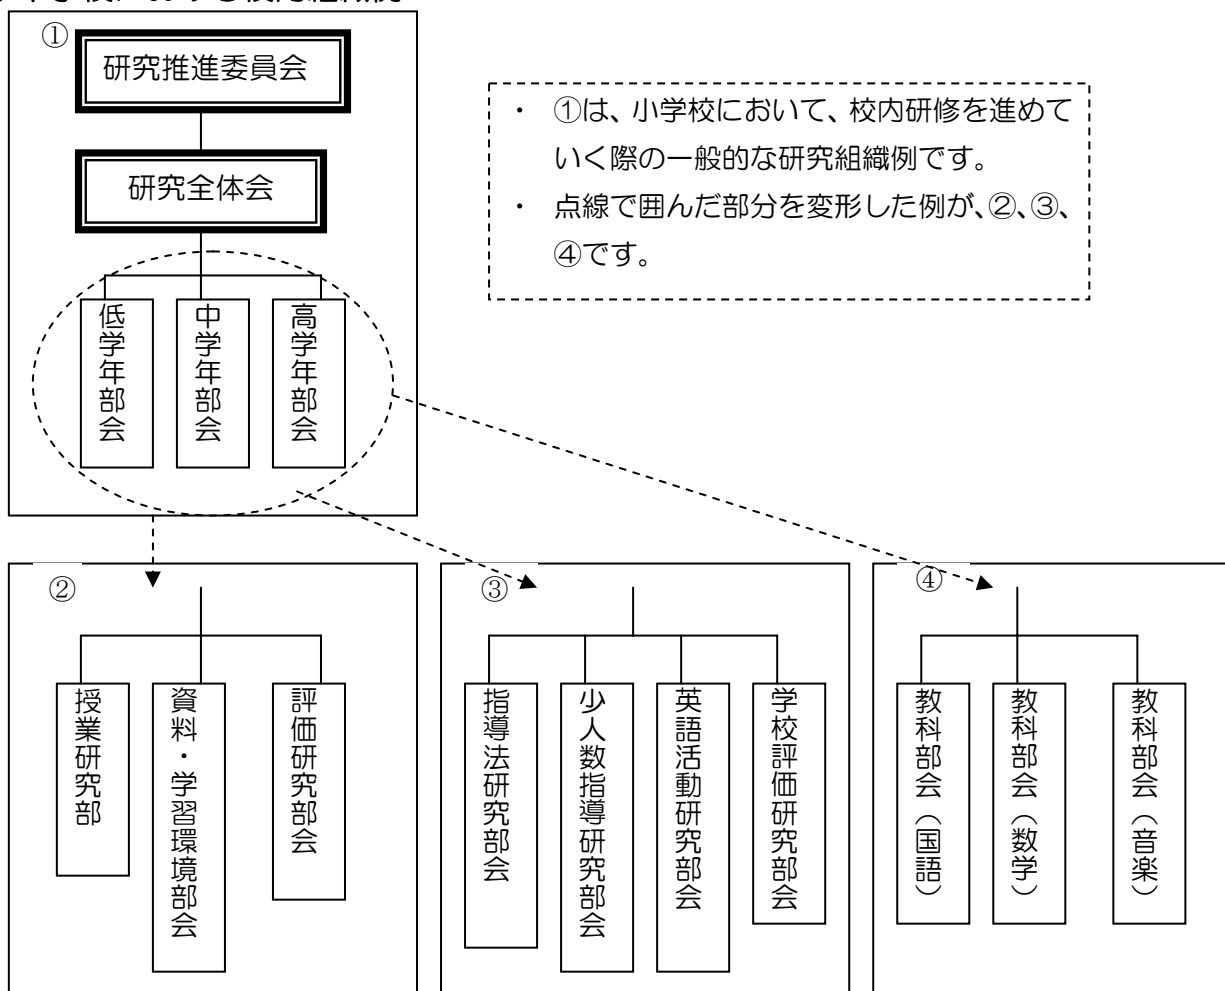 ①
研究推進委員会
研究全体会
低学年部会
中学年部会
高学年部会
・ ①は、小学校において、校内研修を進めて
いく際の一般的な研究組織例です。
・ 点線で囲んだ部分を変形した例が、②、③、
④です。
②
授業研究部
資料・学習環境部会
評価研究部会
③
指導法研究部会
少人数指導研究部会
英語活動研究部会
学校評価研究部会
④
教科部会（国語）
教科部会（数学）
教科部会（音楽）